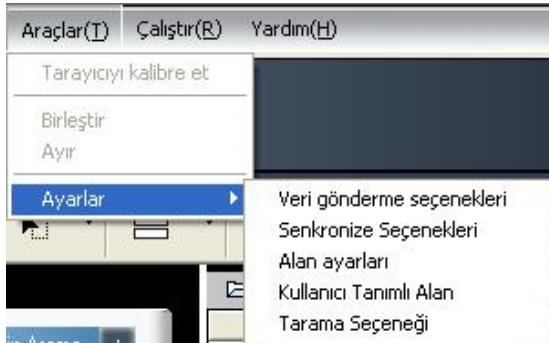 Araçlar(T) Çalıştır(R) Yardım(H)
Tarayıcıyı kalibre et
Birleştir
Ayır
Ayarlar
Veri gönderme seçenekleri
Senkronize Seçenekleri
Alan ayarları
Kullanıcı Tanımlı Alan
Tarama Seçeneği